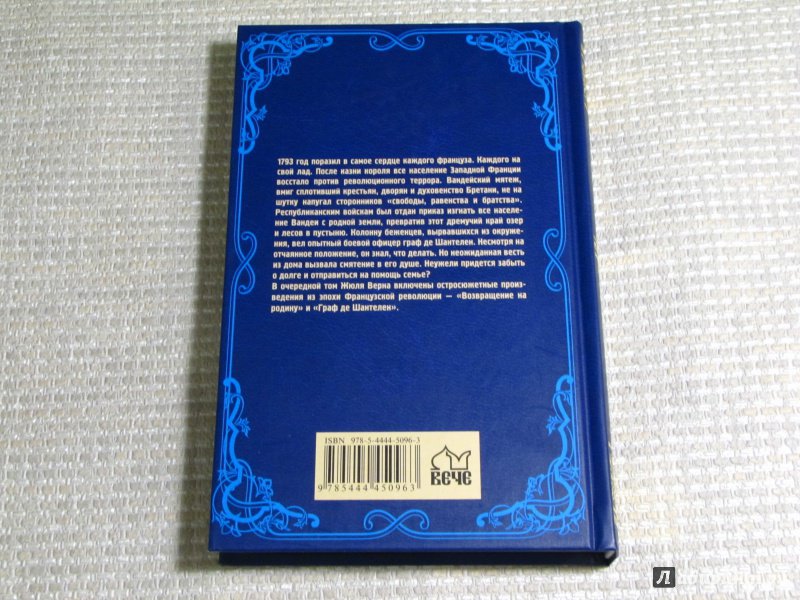 1793 год поразил в самое сердце каждого француза. Каждого на
свой лад. После казни короля все население Западной Франции
восстало против революционного террора. Вандейский мятеж,
вмиг сплотивший крестьян, дворян и духовенство Бретани, не на
шутку напугал сторонников «свободы, равенства и братства».
Республиканским войскам был отдан приказ изгнать все населе-
ние Вандеи с родной земли, превратив этот дремучий край озер
и лесов в пустыню. Колонну беженцев, вырвавшихся из окруже-
ния, вел опытный боевой офицер граф де Шантелен. Несмотря на
отчаянное положение, он знал, что делать. Но неожиданная весть
из дома вызвала смятение в его душе. Неужели придется забыть
о долге и отправиться на помощь семье?
В очередной том Жюля Верна включены остросюжетные произ-
ведения из эпохи Французской революции — «Возвращение на
родину» и «Граф де Шантелен».
ISBN 978-5-4444-5096-3
9 785444 450963
ВЕЧЕ